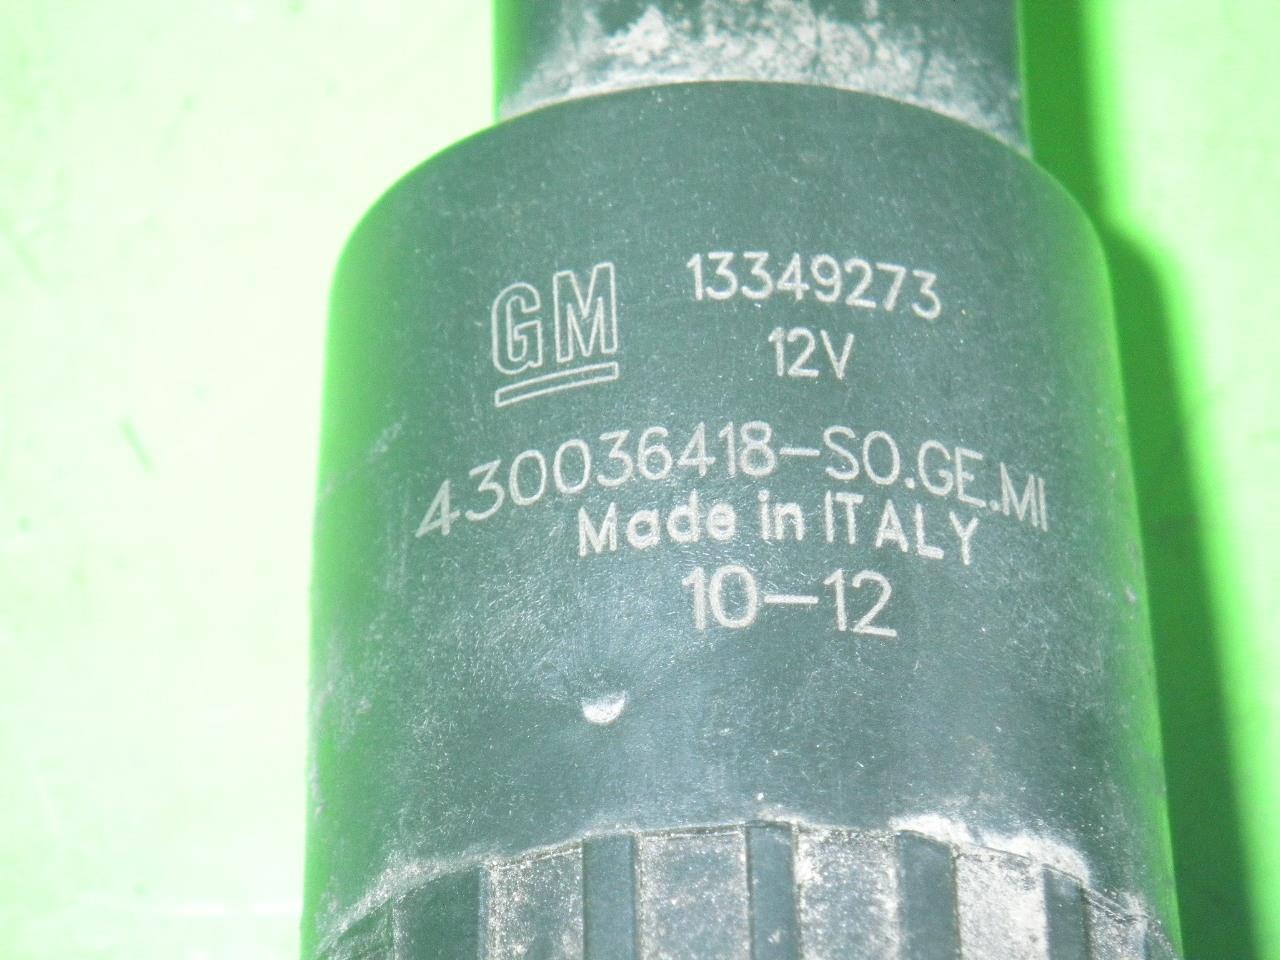 GM 13349273
12V
430036418-SO.GE.MI
Made in ITALY
10-12